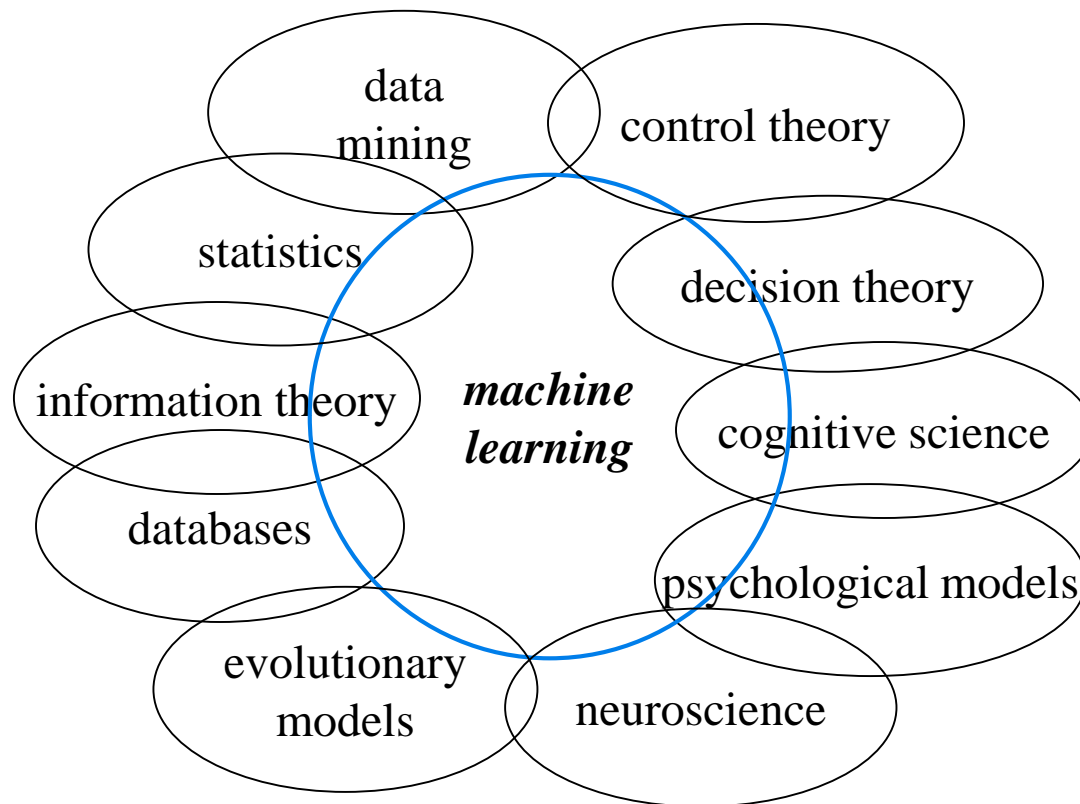 data
mining
control theory
statistics
decision theory
information theory
machine
learning
cognitive science
databases
psychological models
evolutionary
models
neuroscience